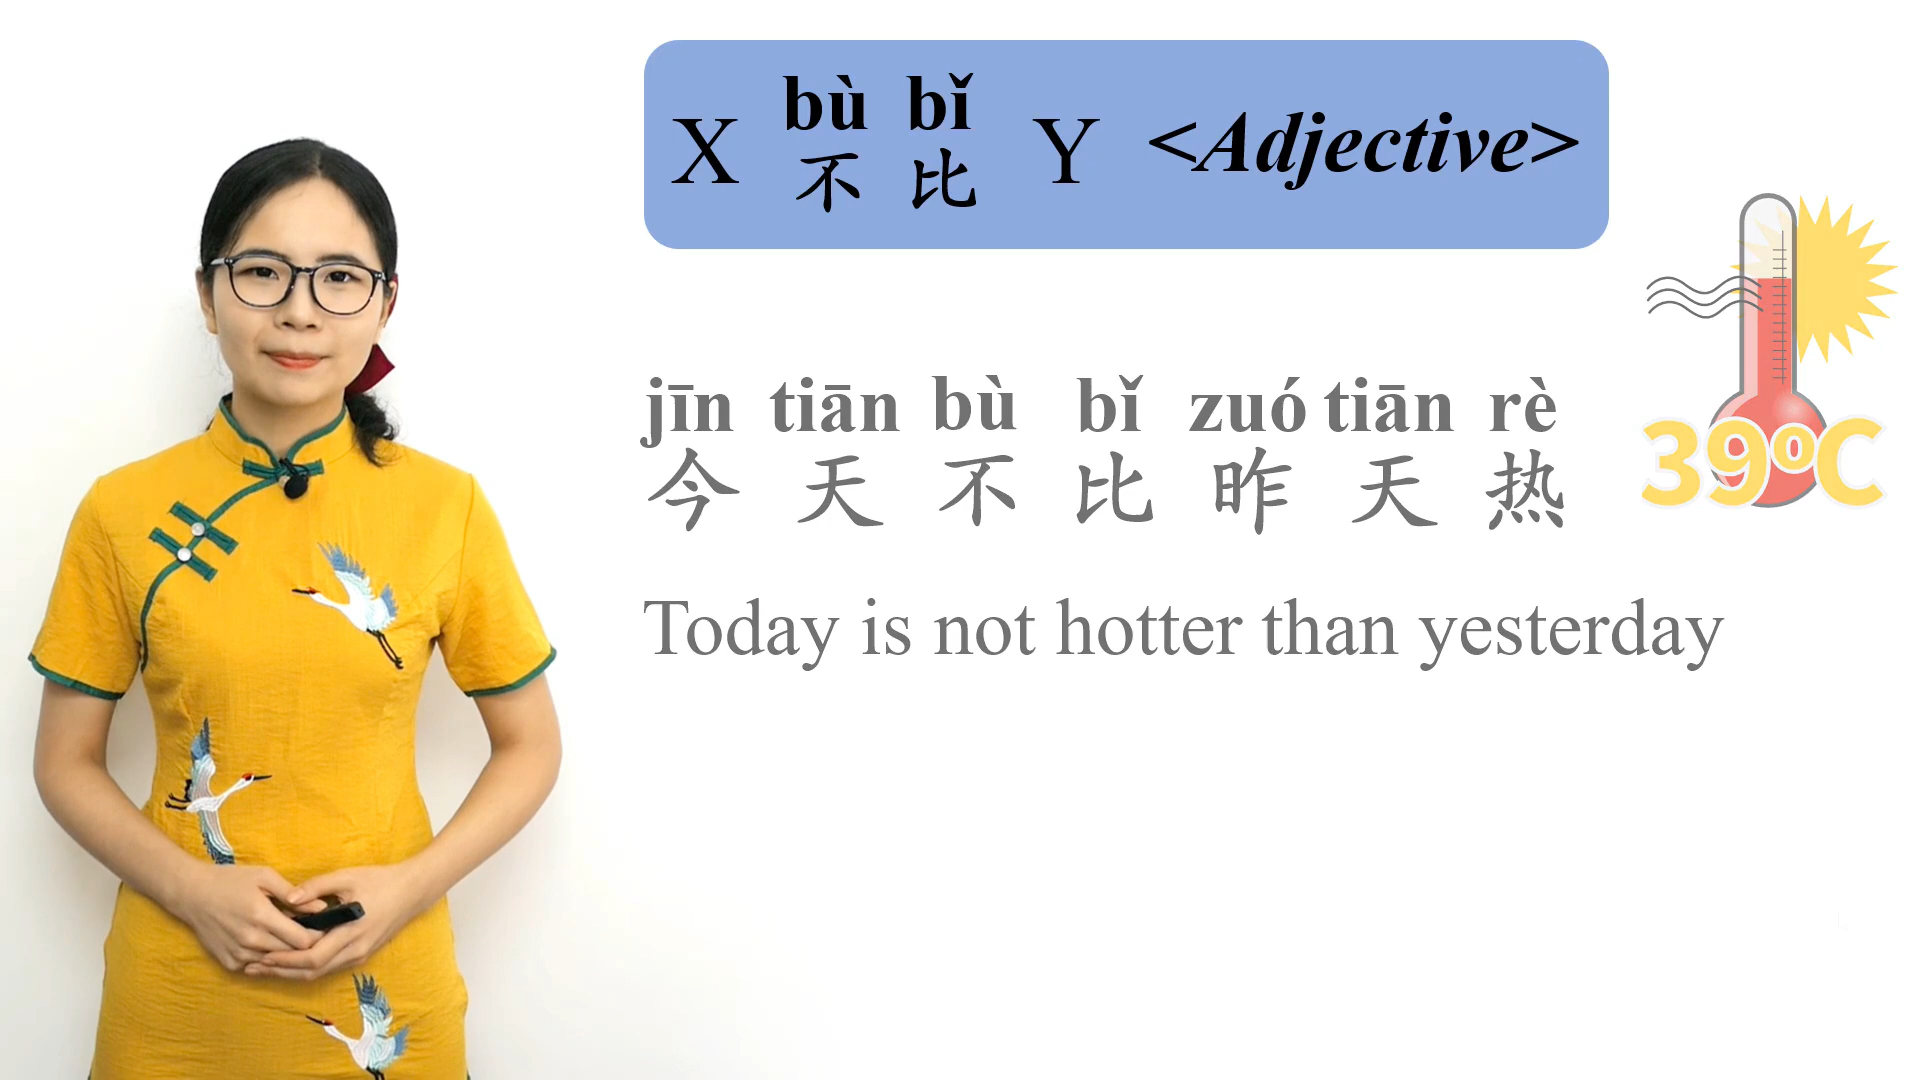 bù bǐ
X 不 比 Y <Adjective>
jīn tiān bù bǐ zuó tiān rè
今 天 不 比 昨 天 热
39ºC
Today is not hotter than yesterday